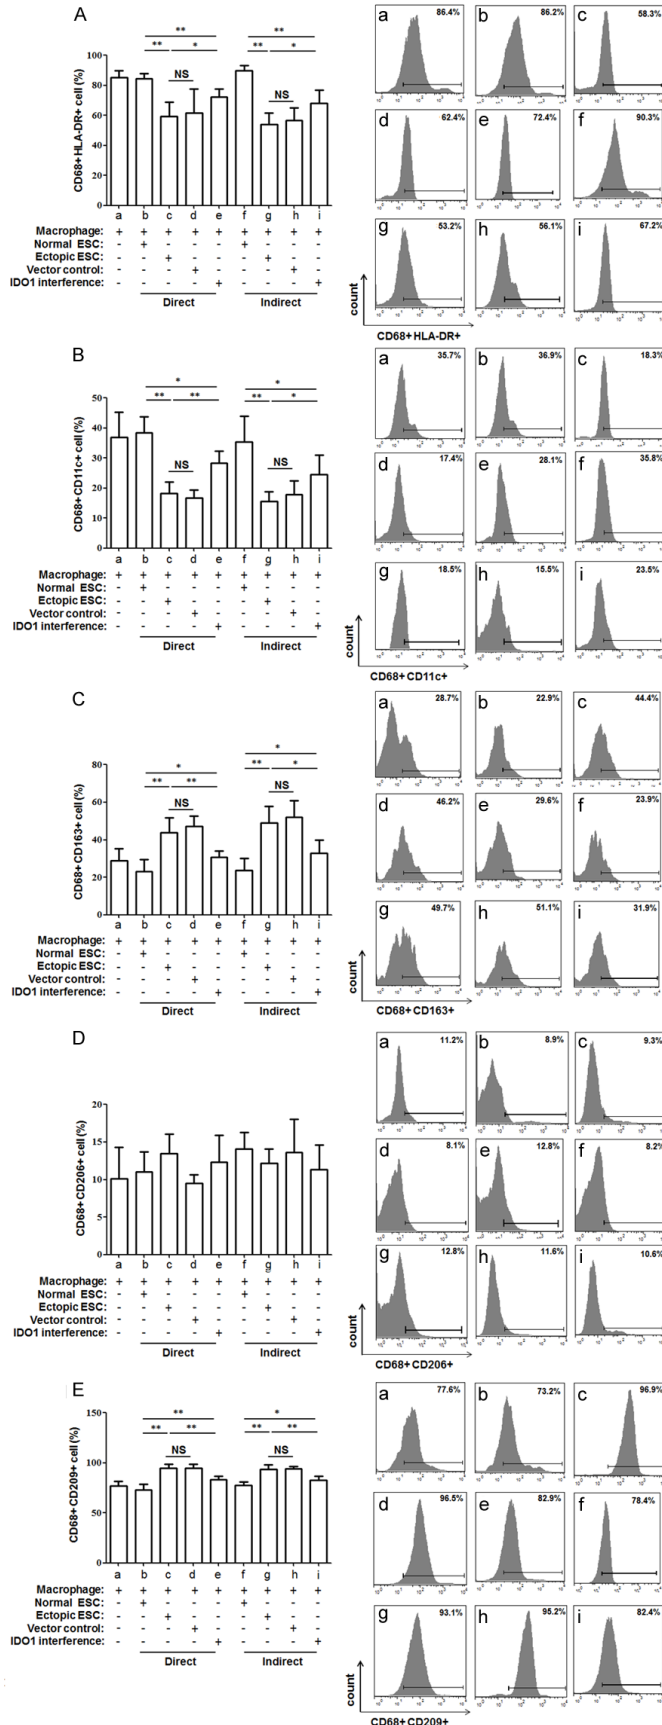 A
CD68+HLA-DR+ cell (%)
100
80
60
40
20
0
** **
** * ** *
NS NS
a b c d e f g h i
Macrophage: + + + + + + + + +
Normal ESC: - + - - - + - - -
Ectopic ESC: - - + - - - + - -
Vector control: - - - + - - - + -
IDO1 interference: - - - - + - - - +
Direct Indirect
a 86.4% b 86.2% c 58.3%
d 62.4% e 72.4% f 90.3%
g 53.2% h 56.1% i 67.2%
count
CD68+HLA-DR+
B
CD68+CD11c+ cell (%)
50
40
30
20
10
0
* *
** ** ** *
NS NS
a b c d e f g h i
Macrophage: + + + + + + + + +
Normal ESC: - + - - - + - - -
Ectopic ESC: - - + - - - + - -
Vector control: - - - + - - - + -
IDO1 interference: - - - - + - - - +
Direct Indirect
a 35.7% b 36.9% c 18.3%
d 17.4% e 28.1% f 35.8%
g 18.5% h 15.5% i 23.5%
count
CD68+CD11c+
C
CD68+CD163+ cell (%)
80
60
40
20
0
* *
** ** ** *
NS NS
a b c d e f g h i
Macrophage: + + + + + + + + +
Normal ESC: - + - - - + - - -
Ectopic ESC: - - + - - - + - -
Vector control: - - - + - - - + -
IDO1 interference: - - - - + - - - +
Direct Indirect
a 28.7% b 22.9% c 44.4%
d 46.2% e 29.6% f 23.9%
g 49.7% h 51.1% i 31.9%
count
CD68+CD163+
D
CD68+CD206+ cell (%)
20
15
10
5
0
a b c d e f g h i
Macrophage: + + + + + + + + +
Normal ESC: - + - - - + - - -
Ectopic ESC: - - + - - - + - -
Vector control: - - - + - - - + -
IDO1 interference: - - - - + - - - +
Direct Indirect
a 11.2% b 8.9% c 9.3%
d 8.1% e 12.8% f 8.2%
g 12.8% h 11.6% i 10.6%
count
CD68+CD206+
E
CD68+CD209+ cell (%)
150
100
50
0
** *
** ** ** **
NS NS
a b c d e f g h i
Macrophage: + + + + + + + + +
Normal ESC: - + - - - + - - -
Ectopic ESC: - - + - - - + - -
Vector control: - - - + - - - + -
IDO1 interference: - - - - + - - - +
Direct Indirect
a 77.6% b 73.2% c 96.9%
d 96.5% e 82.9% f 78.4%
g 93.1% h 95.2% i 82.4%
count
CD68+CD209+